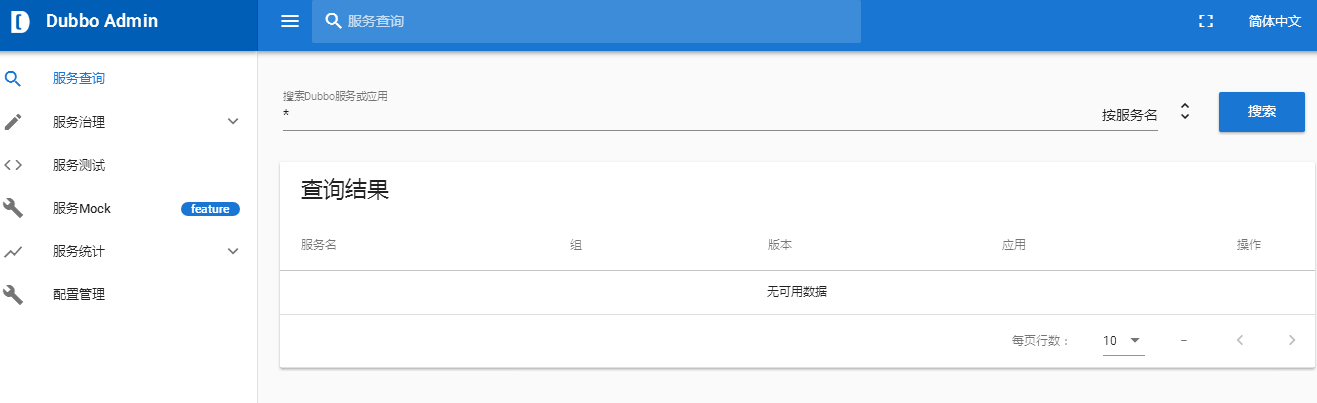 Dubbo Admin
服务查询
简体中文
服务查询
服务治理
服务测试
服务Mock
feature
服务统计
配置管理
搜索Dubbo服务或应用
*
按服务名
搜索
查询结果
服务名
组
版本
应用
操作
无可用数据
每页行数：
10
–